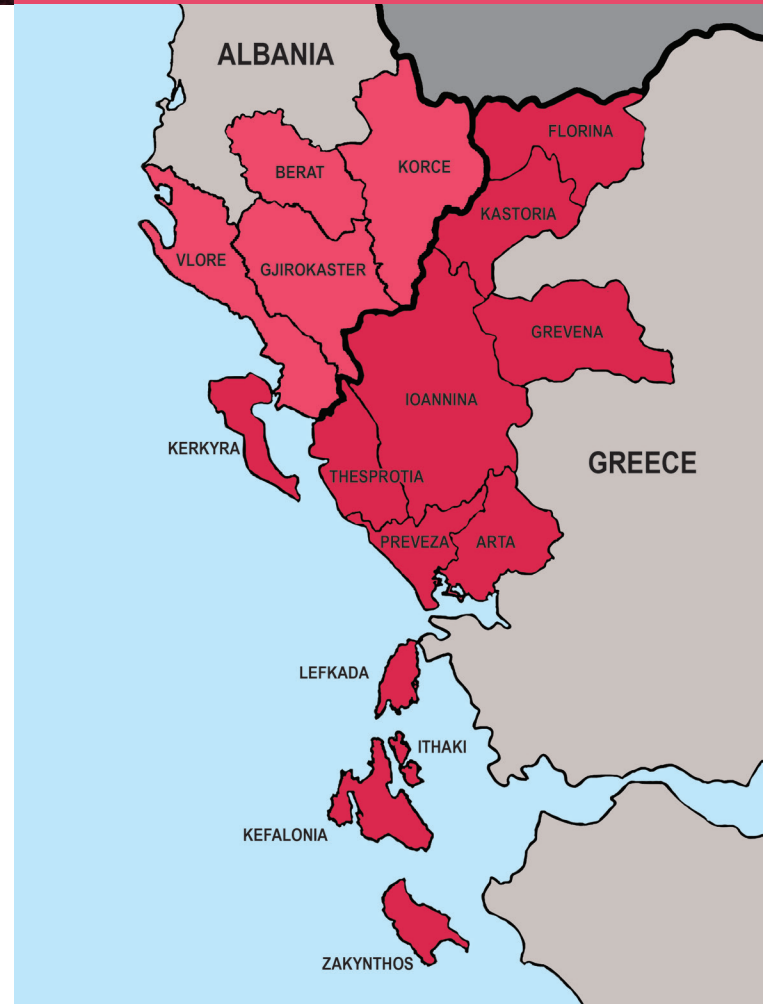 ALBANIA
FLORINA
BERAT
KORCE
KASTORIA
VLORE
GJIROKASTER
GREVENA
IOANNINA
KERKYRA
GREECE
THESPROTIA
PREVEZA
ARTA
LEFKADA
ITHAKI
KEFALONIA
ZAKYNTHOS